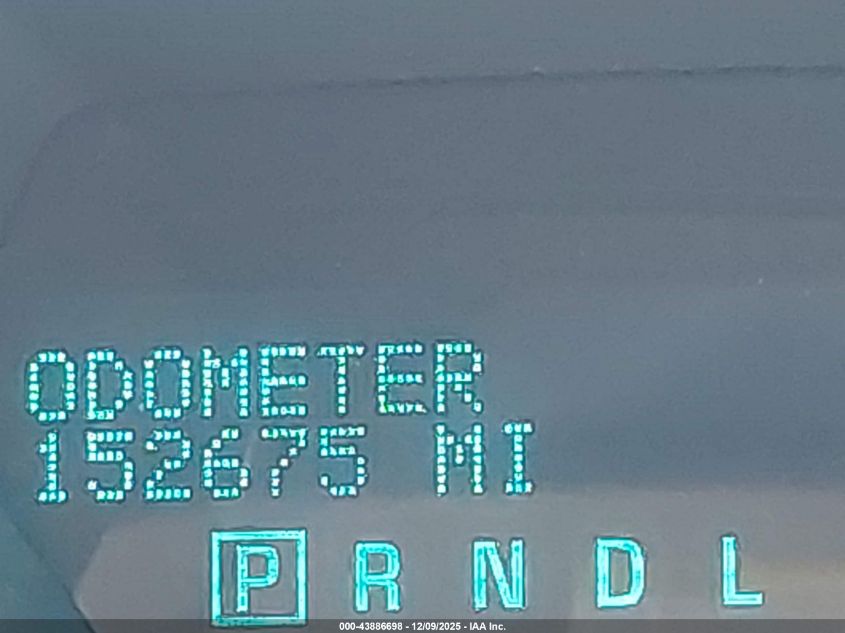 ODOMETER
152675 MI
P R N D L
000-43886698 - 12/09/2025 - IAA Inc.